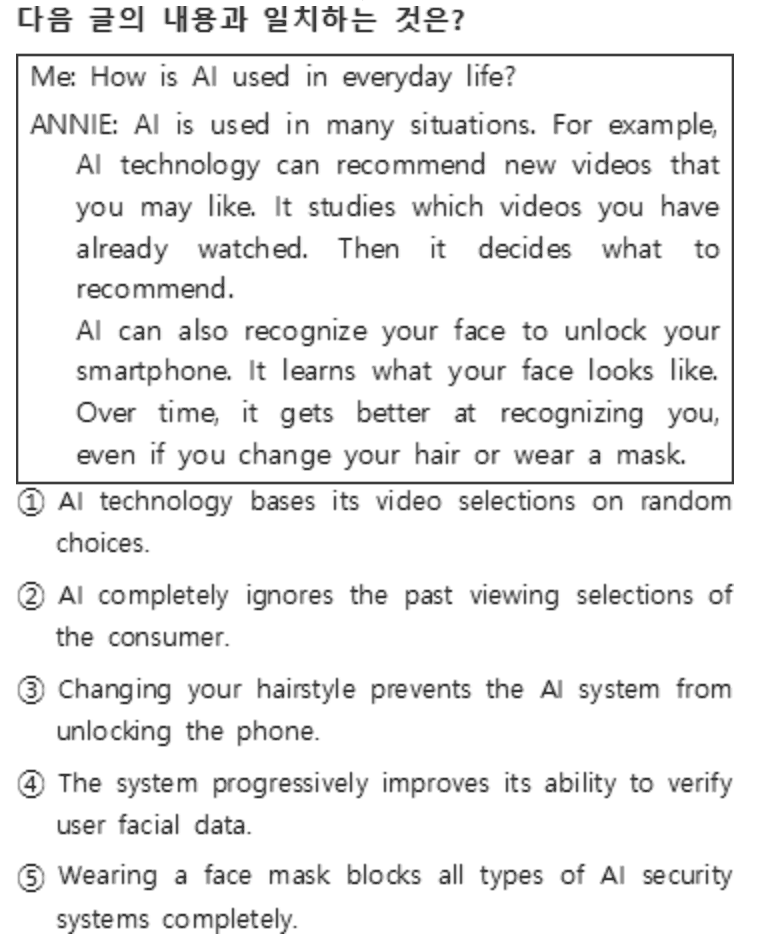 다음 글의 내용과 일치하는 것은?
Me: How is AI used in everyday life?
ANNIE: AI is used in many situations. For example,
AI technology can recommend new videos that
you may like. It studies which videos you have
already watched. Then it decides what to
recommend.
AI can also recognize your face to unlock your
smartphone. It learns what your face looks like.
Over time, it gets better at recognizing you,
even if you change your hair or wear a mask.
① AI technology bases its video selections on random
choices.
② AI completely ignores the past viewing selections of
the consumer.
③ Changing your hairstyle prevents the AI system from
unlocking the phone.
④ The system progressively improves its ability to verify
user facial data.
⑤ Wearing a face mask blocks all types of AI security
systems completely.